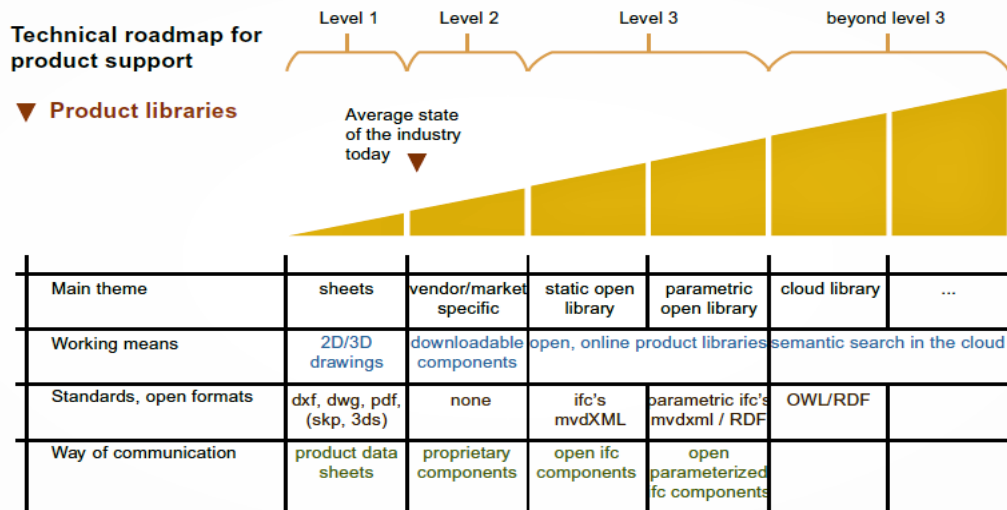 Technical roadmap for
product support
Product libraries
Level 1
Level 2
Level 3
beyond level 3
Average state
of the industry
today
Main theme
sheets
vendor/market
specific
static open
library
parametric
open library
cloud library
...
Working means
2D/3D
drawings
downloadable
components
open, online product libraries
semantic search in the cloud
Standards, open formats
dxf, dwg, pdf,
(skp, 3ds)
none
ifc's
mvdXML
parametric ifc's
mvdxml / RDF
OWL/RDF
Way of communication
product data
sheets
proprietary
components
open ifc
components
open
parameterized
ifc components